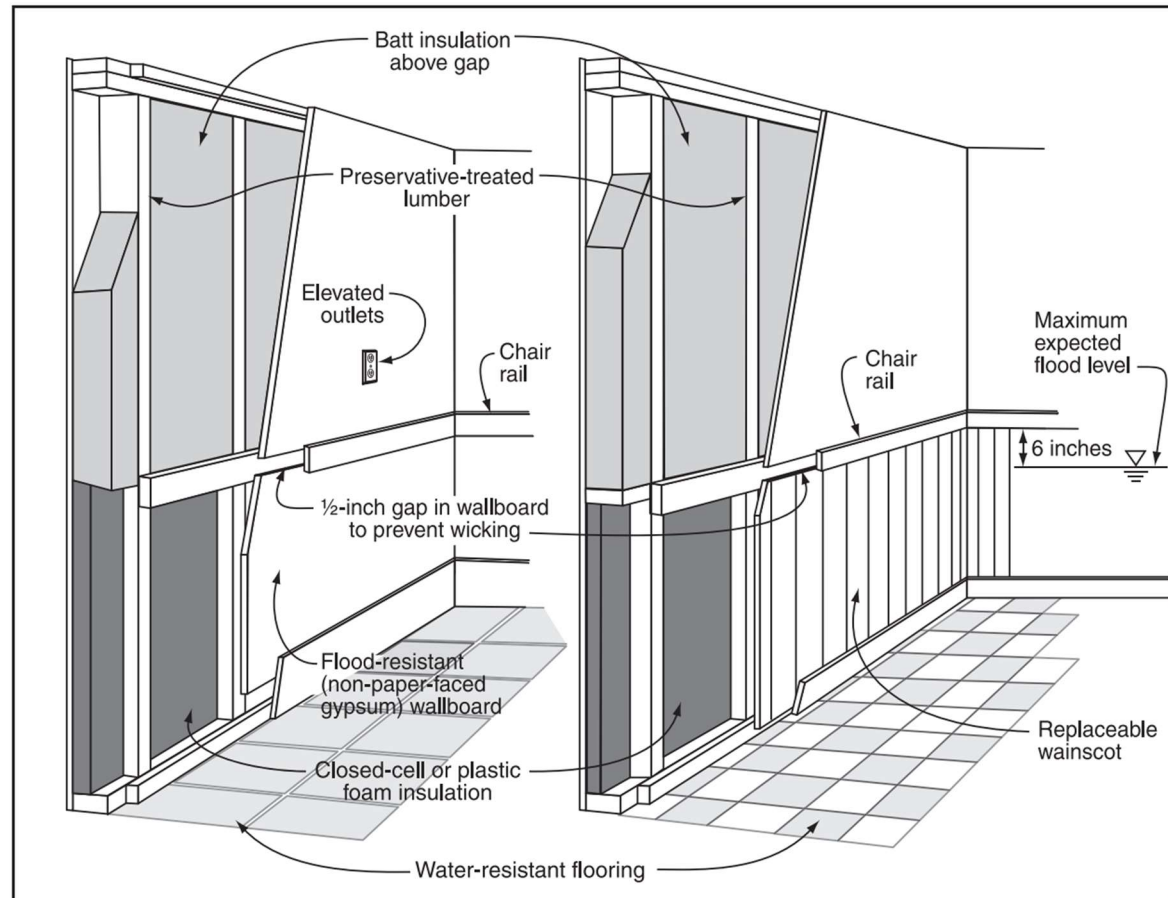 Batt insulation
above gap
Preservative-treated
lumber
Elevated
outlets
Chair
rail
Maximum
expected
flood level
Chair
rail
6 inches
½-inch gap in wallboard
to prevent wicking
Flood-resistant
(non-paper-faced
gypsum) wallboard
Replaceable
wainscot
Closed-cell or plastic
foam insulation
Water-resistant flooring